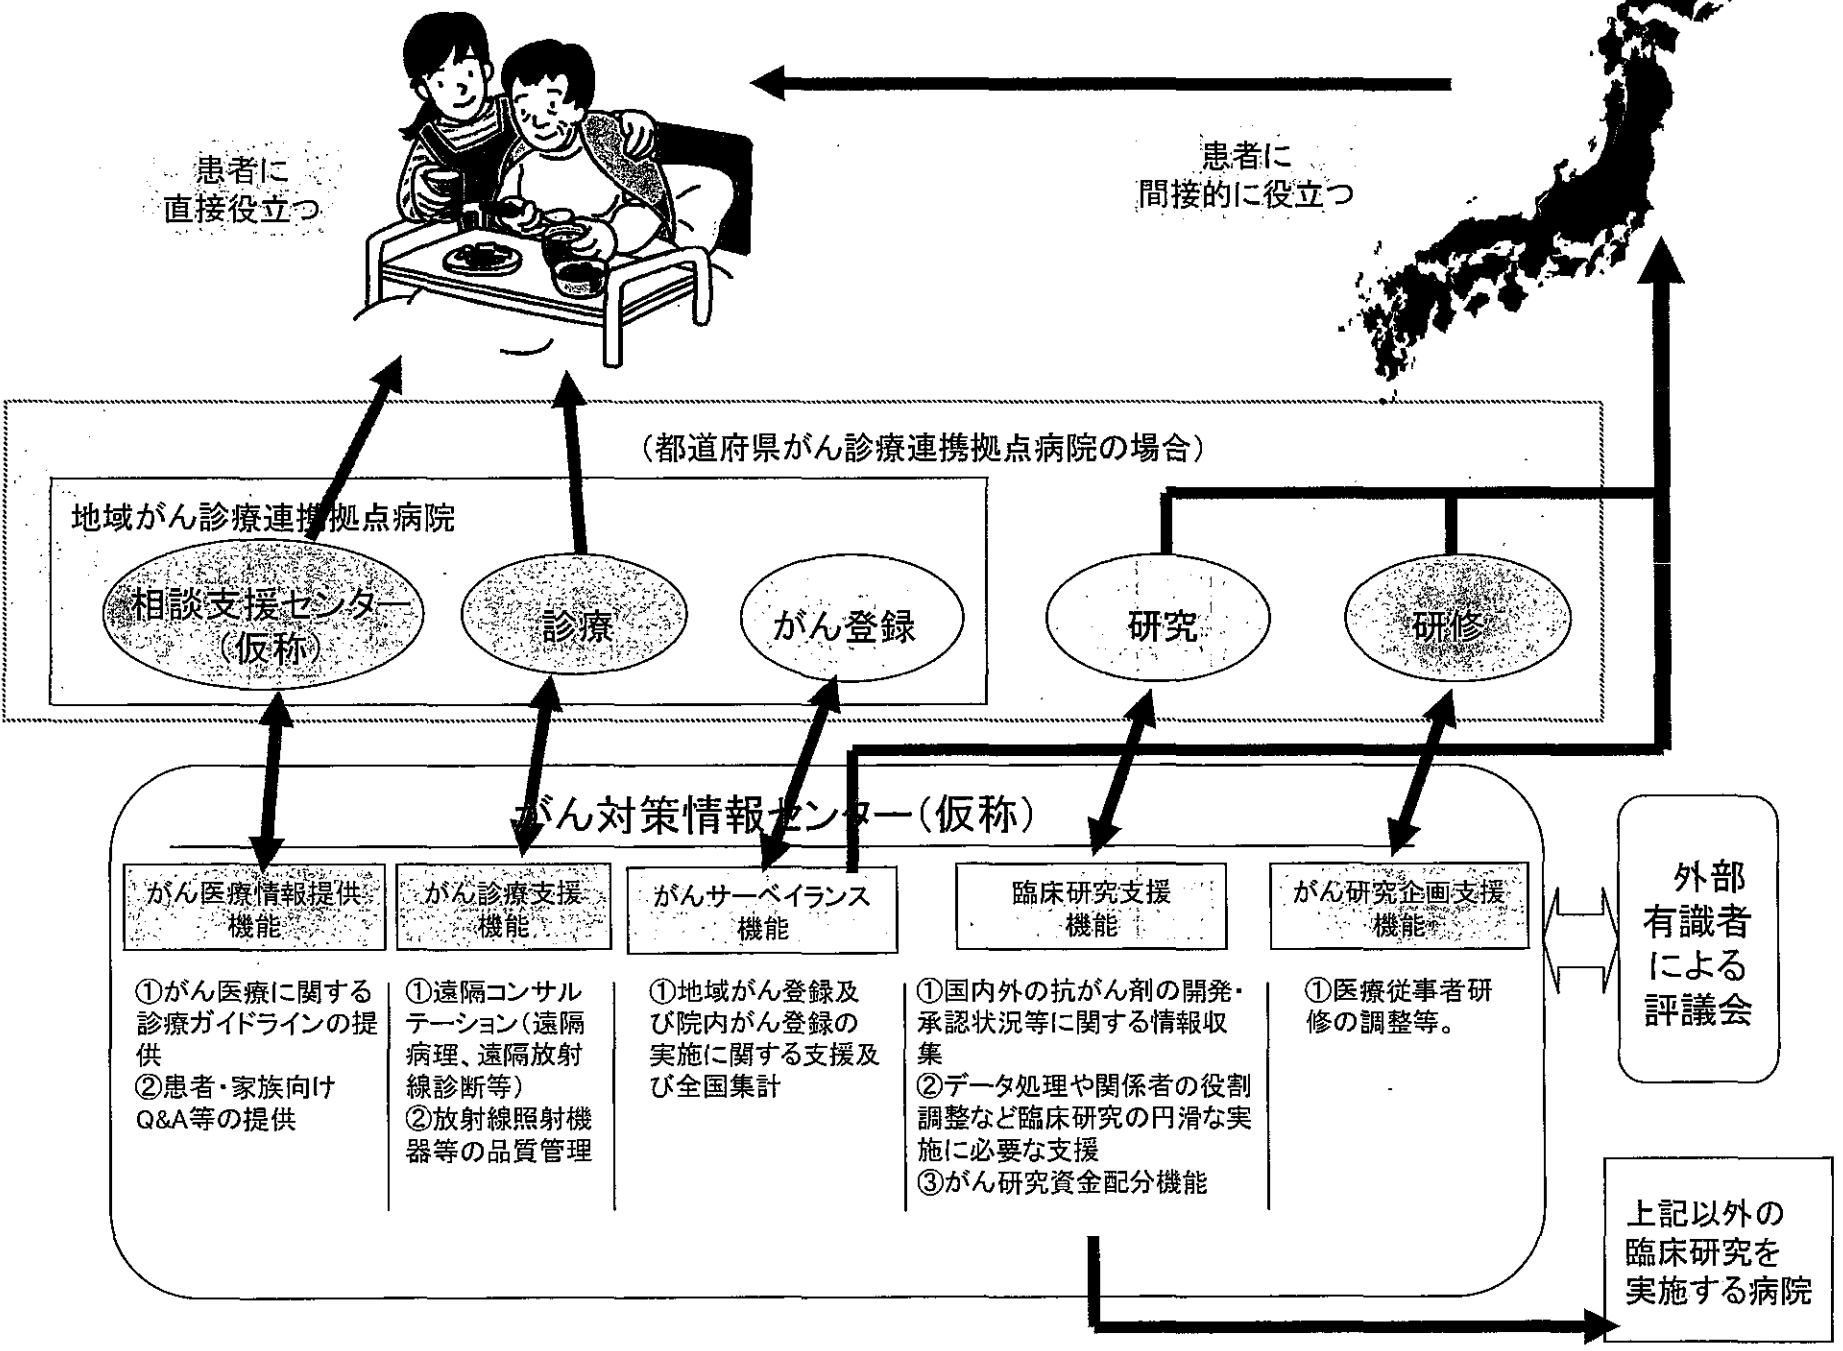 患者に
直接役立つ
患者に
間接的に役立つ
（都道府県がん診療連携拠点病院の場合）
地域がん診療連携拠点病院
相談支援センター
（仮称）
診療
がん登録
研究
研修
がん対策情報センター（仮称）
がん医療情報提供
機能
がん診療支援
機能
がんサーベイランス
機能
臨床研究支援
機能
がん研究企画支援
機能
①がん医療に関する
診療ガイドラインの提
供
②患者・家族向け
Q&A等の提供
①遠隔コンサル
テーション（遠隔
病理、遠隔放射
線診断等）
②放射線照射機
器等の品質管理
①地域がん登録及
び院内がん登録の
実施に関する支援及
び全国集計
①国内外の抗がん剤の開発・
承認状況等に関する情報収
集
②データ処理や関係者の役割
調整など臨床研究の円滑な実
施に必要な支援
③がん研究資金配分機能
①医療従事者研
修の調整等。
外部
有識者
による
評議会
上記以外の
臨床研究を
実施する病院